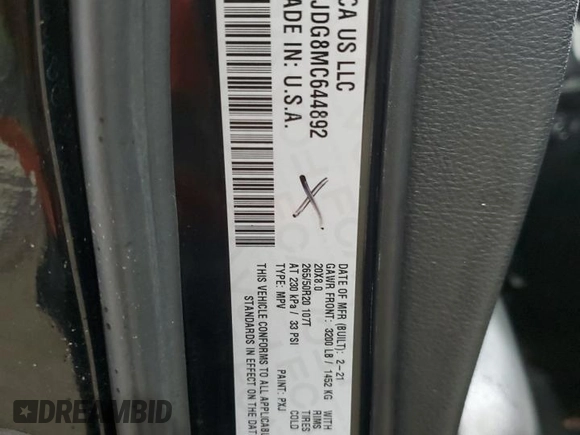 CA US LLC
JDG8MC644892
MADE IN: U.S.A.
X
DATE OF MFR (BUILT): 2-21
GAWR FRONT: 3200 LB / 1452 KG WITH
20X8.0 RIMS
265/50R20 107T TIRES
AT 230 kPa / 33 PSI COLD
TYPE: MPV PAINT: PXJ
THIS VEHICLE CONFORMS TO ALL APPLICABL
STANDARDS IN EFFECT ON THE DAT
DREAMBID